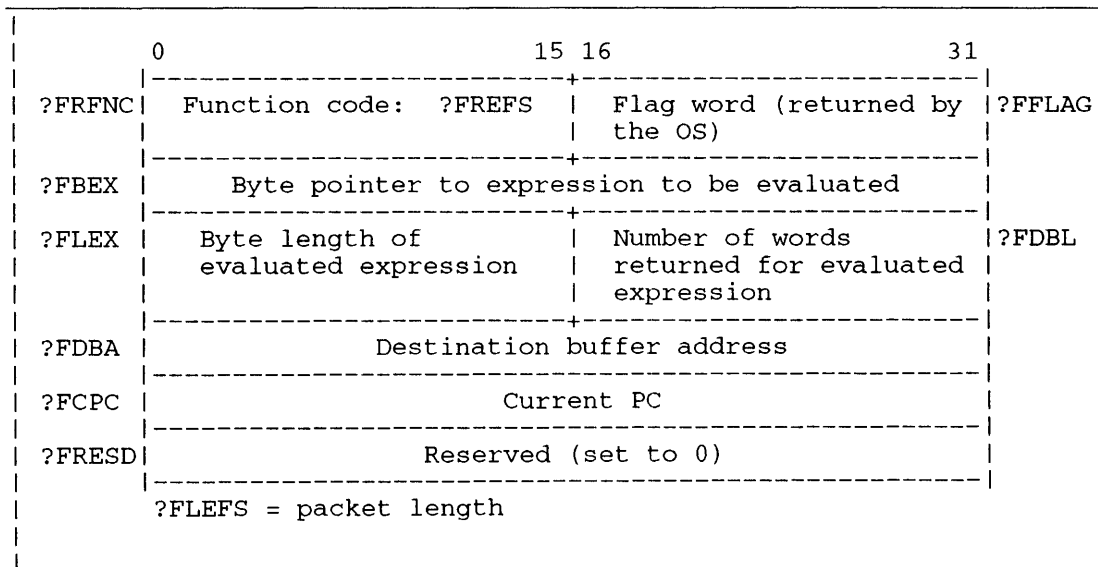 0 15 16 31
?FRFNC Function code: ?FREFS Flag word (returned by ?FFLAG
the OS)
?FBEX Byte pointer to expression to be evaluated
?FLEX Byte length of Number of words ?FDBL
evaluated expression returned for evaluated
expression
?FDBA Destination buffer address
?FCPC Current PC
?FRESD Reserved (set to 0)
?FLEFS = packet length